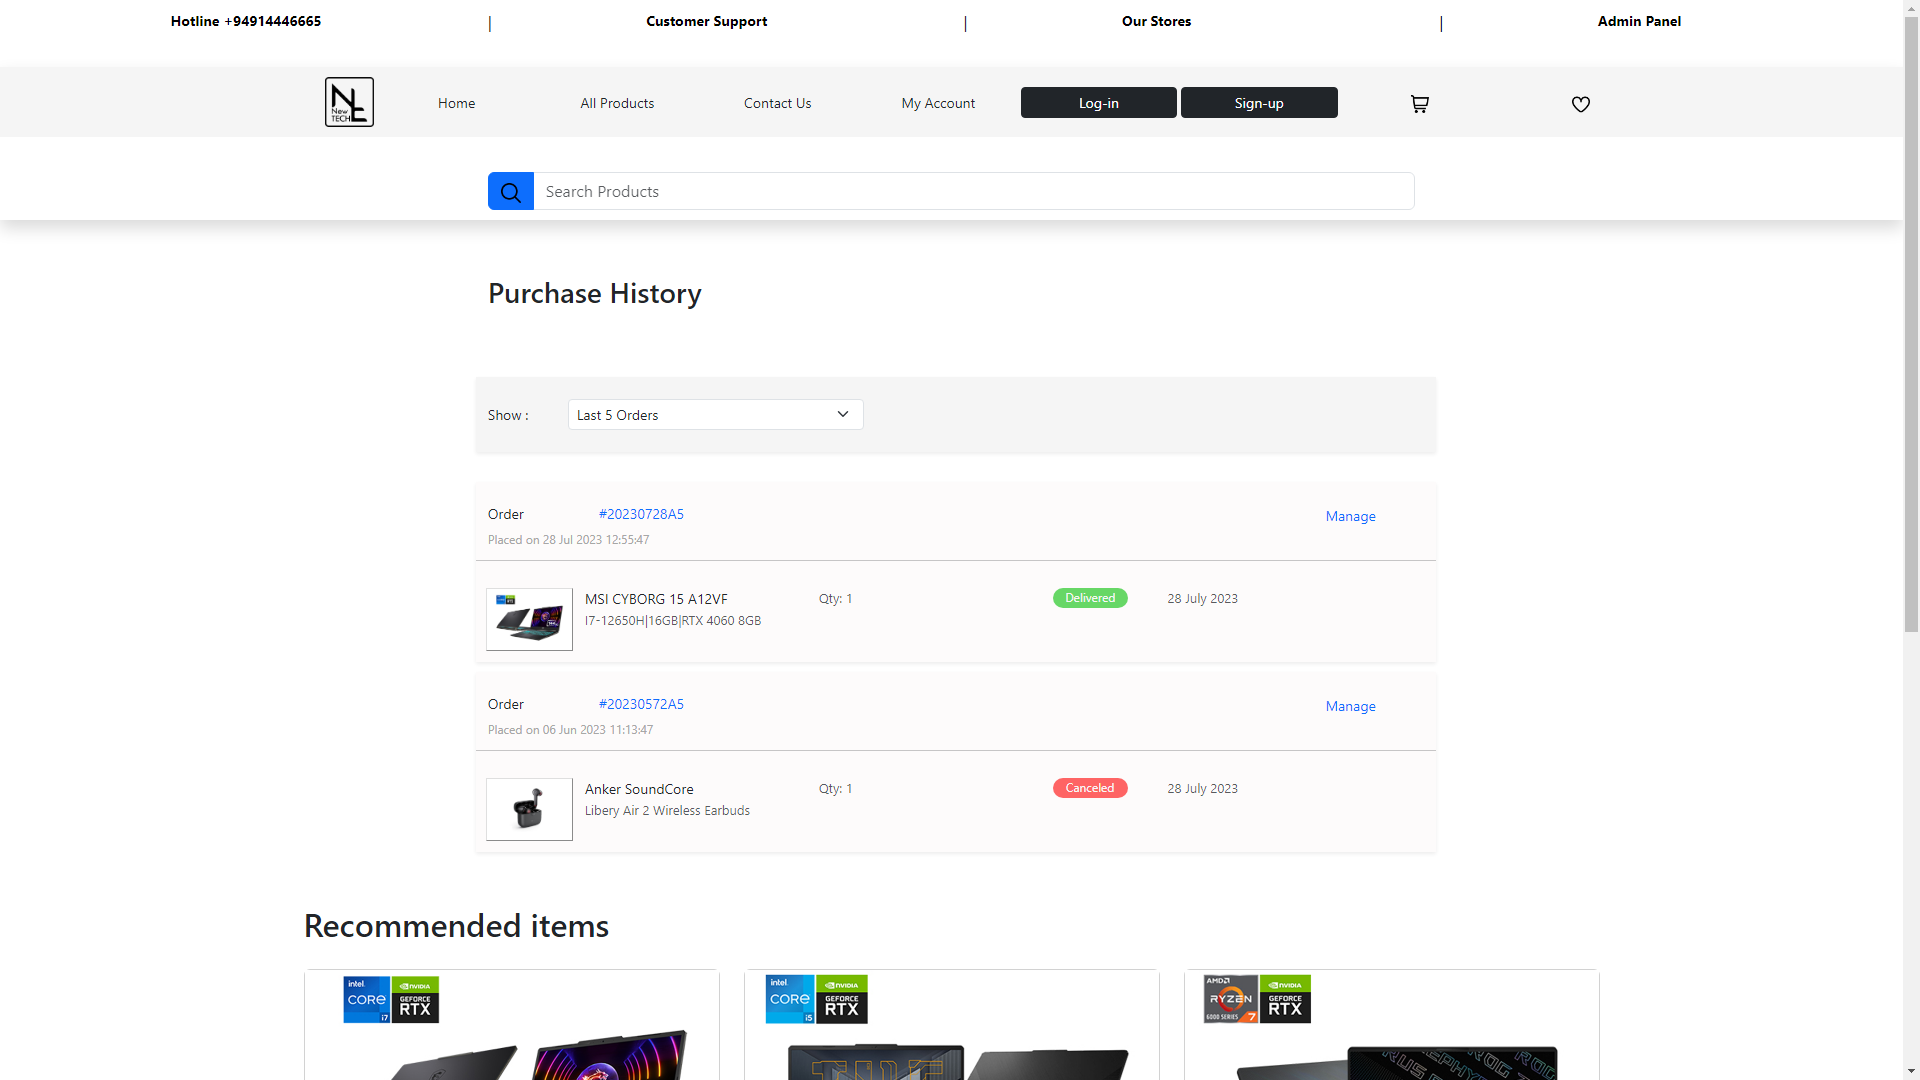 Hotline +94914446665 | Customer Support | Our Stores | Admin Panel
New TECH
Home All Products Contact Us My Account Log-in Sign-up
Search Products
Purchase History
Show : Last 5 Orders
Order #20230728A5 Manage
Placed on 28 Jul 2023 12:55:47
MSI CYBORG 15 A12VF Qty: 1 Delivered 28 July 2023
I7-12650H|16GB|RTX 4060 8GB
Order #20230572A5 Manage
Placed on 06 Jun 2023 11:13:47
Anker SoundCore Qty: 1 Canceled 28 July 2023
Libery Air 2 Wireless Earbuds
Recommended items
intel. CORE i7 NVIDIA GEFORCE RTX
intel. CORE i5 NVIDIA GEFORCE RTX
AMD RYZEN 6000 SERIES 7 NVIDIA GEFORCE RTX